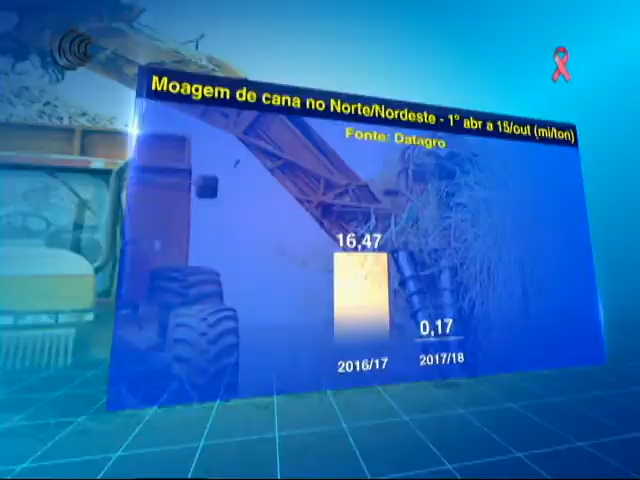 Moagem de cana no Norte/Nordeste - 1º abr a 15/out (mi/ton)
Fonte: Datagro
16,47
0,17
2016/17
2017/18